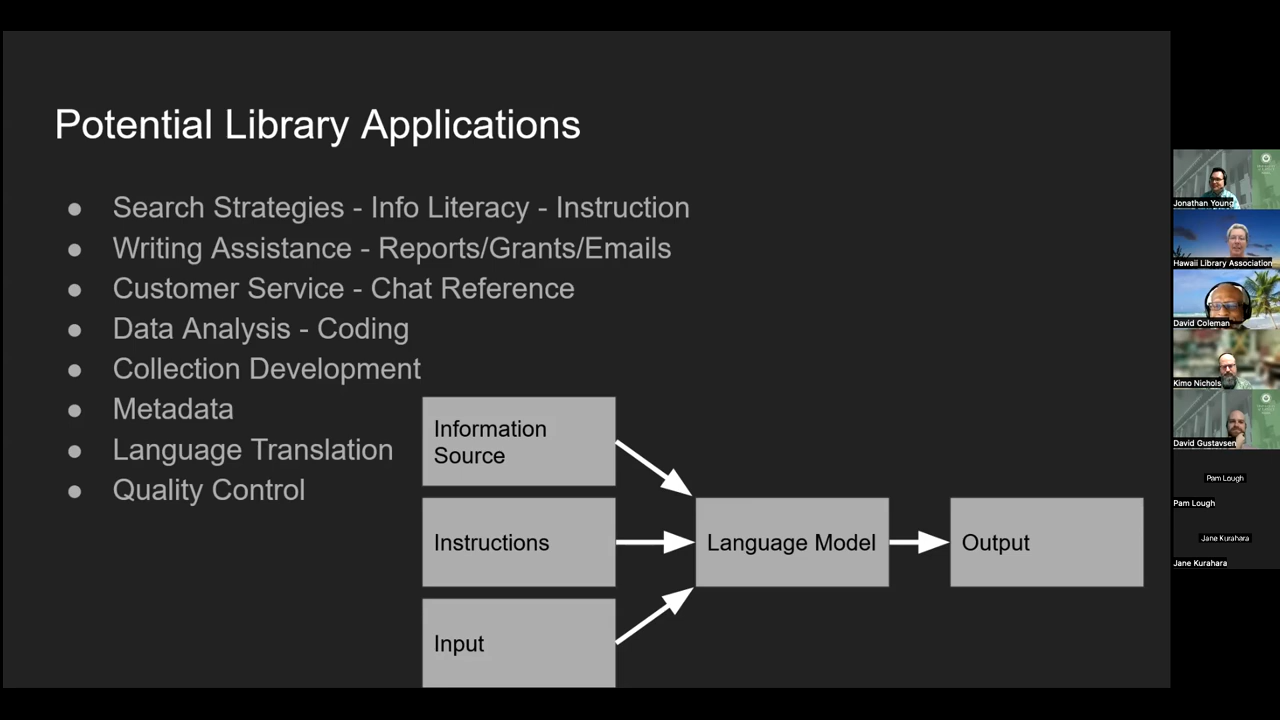 Potential Library Applications
● Search Strategies - Info Literacy - Instruction
● Writing Assistance - Reports/Grants/Emails
● Customer Service - Chat Reference
● Data Analysis - Coding
● Collection Development
● Metadata
● Language Translation
● Quality Control
Information
Source
Instructions
Input
Language Model
Output
Jonathan Young
Hawaii Library Association
David Coleman
Kimo Nichols
David Gustavsen
Pam Lough
Pam Lough
Jane Kurahara
Jane Kurahara